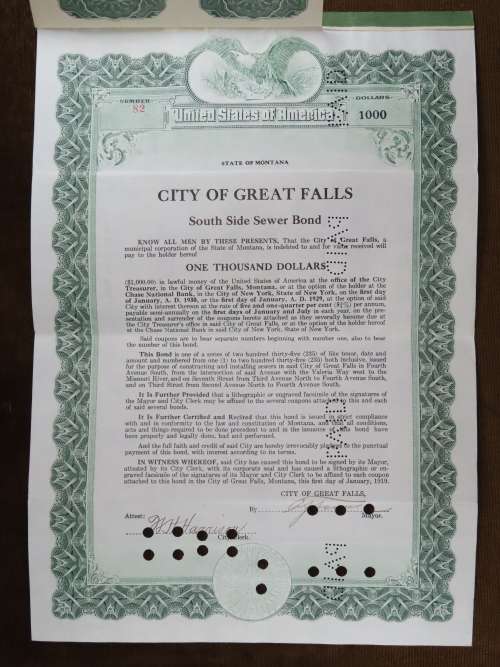 NUMBER
82
DOLLARS
1000
United States of America
STATE OF MONTANA
CITY OF GREAT FALLS
South Side Sewer Bond
KNOW ALL MEN BY THESE PRESENTS, That the City of Great Falls, a
municipal corporation of the State of Montana, is indebted to and for value received will
pay to the holder hereof
ONE THOUSAND DOLLARS
($1,000.00) in lawful money of the United States of America at the office of the City
Treasurer, in the City of Great Falls, Montana, or at the option of the holder at the
Chase National Bank, in the City of New York, State of New York, on the first day
of January, A. D. 1930, or the first day of January, A. D. 1929, at the option of said
City with interest thereon at the rate of five and one-quarter per cent (5¼%) per annum,
payable semi-annually on the first days of January and July in each year, on the pre-
sentation and surrender of the coupons hereto attached as they severally become due at
the City Treasurer's office in said City of Great Falls, or at the option of the holder hereof
at the Chase National Bank in said City of New York, State of New York.
Said coupons are to bear separate numbers beginning with number one, also to bear
the number of this bond.
This Bond is one of a series of two hundred thirty-five (235) of like tenor, date and
amount and numbered from one (1) to two hundred thirty-five (235) both inclusive, issued
for the purpose of constructing and installing sewers in said City of Great Falls in Fourth
Avenue South, from the intersection of said Avenue with the Valeria Way west to the
Missouri River, and on Seventh Street from Third Avenue North to Fourth Avenue South,
and on Third Street from Second Avenue North to Fourth Avenue South.
It is Further Provided that a lithographic or engraved facsimile of the signatures of
the Mayor and City Clerk may be affixed to the several coupons attached to this and each
of said several bonds.
It is Further Certified and Recited that this bond is issued in strict compliance
with and in conformity to the law and constitution of Montana, and that all conditions,
acts and things required to be done precedent to and in the issuance of this bond have
been properly and legally done, had and performed.
And the full faith and credit of said City are hereby irrevocably pledged to the punctual
payment of this bond, with interest according to its terms.
IN WITNESS WHEREOF, said City has caused this bond to be signed by its Mayor,
attested by its City Clerk, with its corporate seal and has caused a lithographic or en-
graved facsimile of the signatures of its Mayor and City Clerk to be affixed to each coupon
attached to this bond in the City of Great Falls, Montana, this first day of January, 1919.
CITY OF GREAT FALLS,
By
Mayor.
Attest:
W H Harrison
City Clerk.